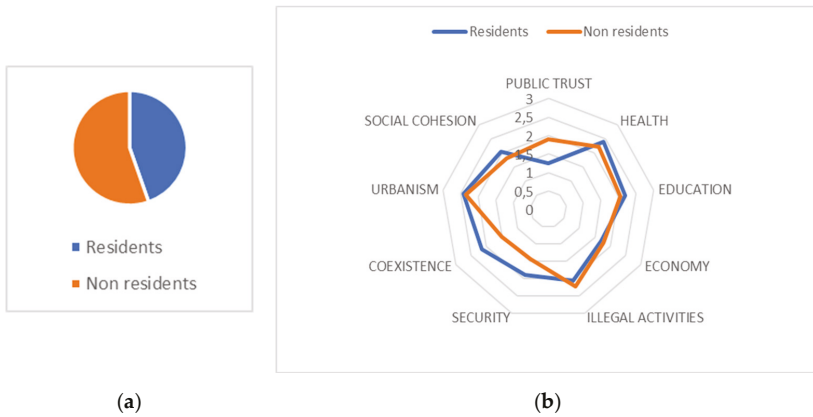 Residents
Non residents
(a)
Residents Non residents
PUBLIC TRUST
HEALTH
EDUCATION
ECONOMY
ILLEGAL ACTIVITIES
SECURITY
COEXISTENCE
URBANISM
SOCIAL COHESION
3
2,5
2
1,5
1
0,5
0
(b)